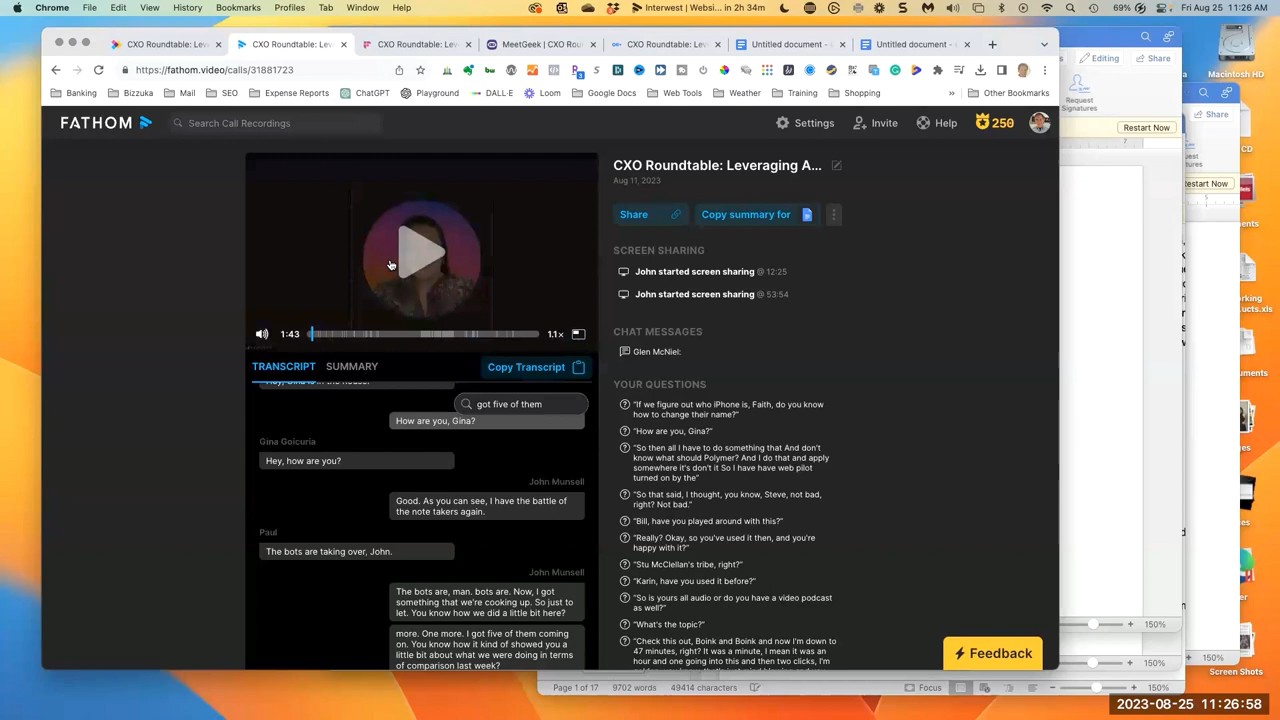 Chrome File Edit View History Bookmarks Profiles Tab Window Help in 2h 34m 69% Fri Aug 25 11:26 AM
CXO Roundtable: Lev CXO Roundtable: Lev CXO Roundtable: Lev MeetGeek | CXO Rou CXO Roundtable: Lev Untitled document - Untitled document -
https://fathom.video/calls/31881723
Banking Bizzuka Mail SEO Expense Reports ChatGPT Playground DALL·E Loom Google Docs Web Tools Weather Training Shopping » Other Bookmarks
FATHOM Search Call Recordings Settings Invite Help 250
CXO Roundtable: Leveraging A...
Aug 11, 2023
Share Copy summary for
SCREEN SHARING
John started screen sharing @ 12:25
John started screen sharing @ 53:54
CHAT MESSAGES
Glen McNiel:
YOUR QUESTIONS
"If we figure out who iPhone is, Faith, do you know
how to change their name?"
"How are you, Gina?"
"So then all I have to do something that And don't
know what should Polymer? And I do that and apply
somewhere it's don't it So I have have web pilot
turned on by the"
"So that said, I thought, you know, Steve, not bad,
right? Not bad."
"Bill, have you played around with this?"
"Really? Okay, so you've used it then, and you're
happy with it?"
"Stu McClellan's tribe, right?"
"Karin, have you used it before?"
"So is yours all audio or do you have a video podcast
as well?"
"What's the topic?"
"Check this out, Boink and Boink and now I'm down to
47 minutes, right? It was a minute, I mean it was an
hour and one going into this and then two clicks, I'm
1:43 1.1×
TRANSCRIPT SUMMARY Copy Transcript
got five of them
How are you, Gina?
Gina Goicuria
Hey, how are you?
John Munsell
Good. As you can see, I have the battle of
the note takers again.
Paul
The bots are taking over, John.
John Munsell
The bots are, man. bots are. Now, I got
something that we're cooking up. So just to
let. You know how we did a little bit here?
more. One more. I got five of them coming
on. You know how it kind of showed you a
little bit about what we were doing in terms
of comparison last week?
Feedback
Editing Share
Request
Signatures
Restart Now
7
Share
Restart Now
5
Macintosh HD
CD
Screen Shots
150%
150%
150%
Page 1 of 17 9702 words 49414 characters Focus 150%
2023-08-25 11:26:58